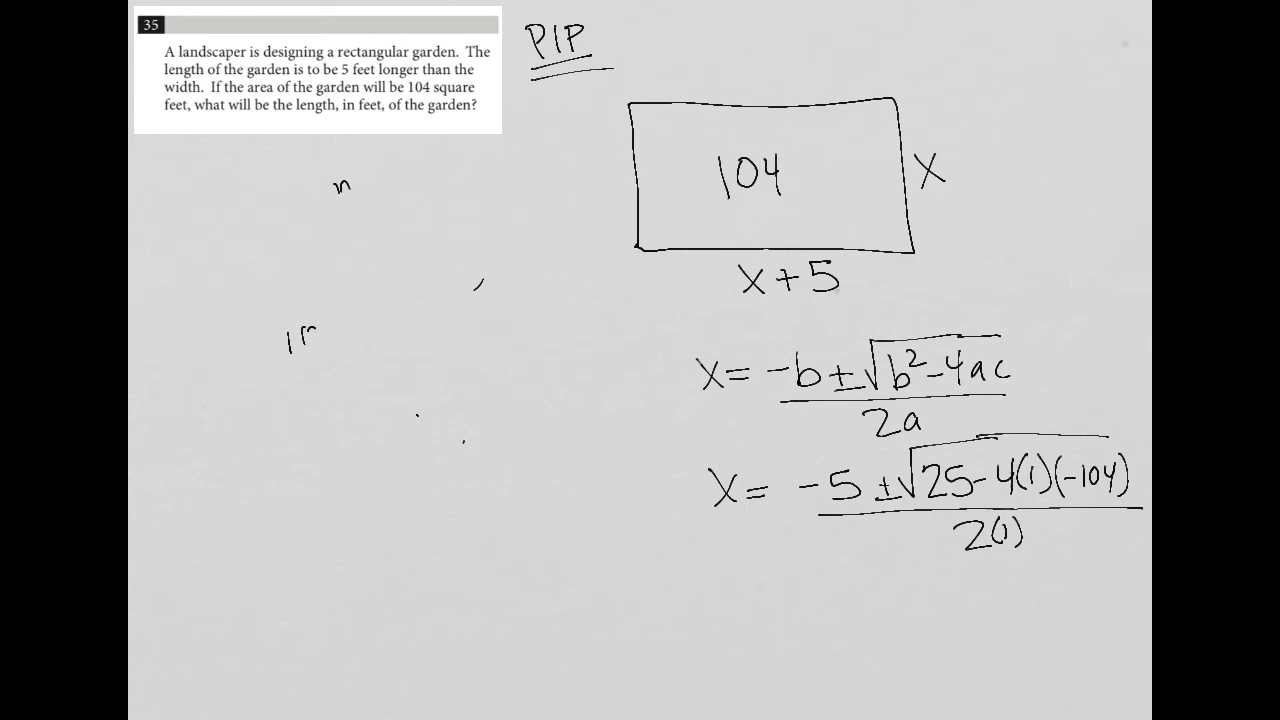 35
A landscaper is designing a rectangular garden. The
length of the garden is to be 5 feet longer than the
width. If the area of the garden will be 104 square
feet, what will be the length, in feet, of the garden?
PIP
104
X
X + 5
X = -b ± √b² - 4ac
2a
X = -5 ± √25 - 4(1)(-104)
2(1)